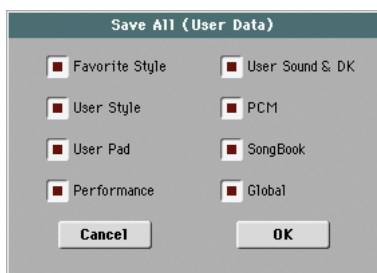 Save All (User Data)
Favorite Style
User Sound & DK
User Style
PCM
User Pad
SongBook
Performance
Global
Cancel
OK